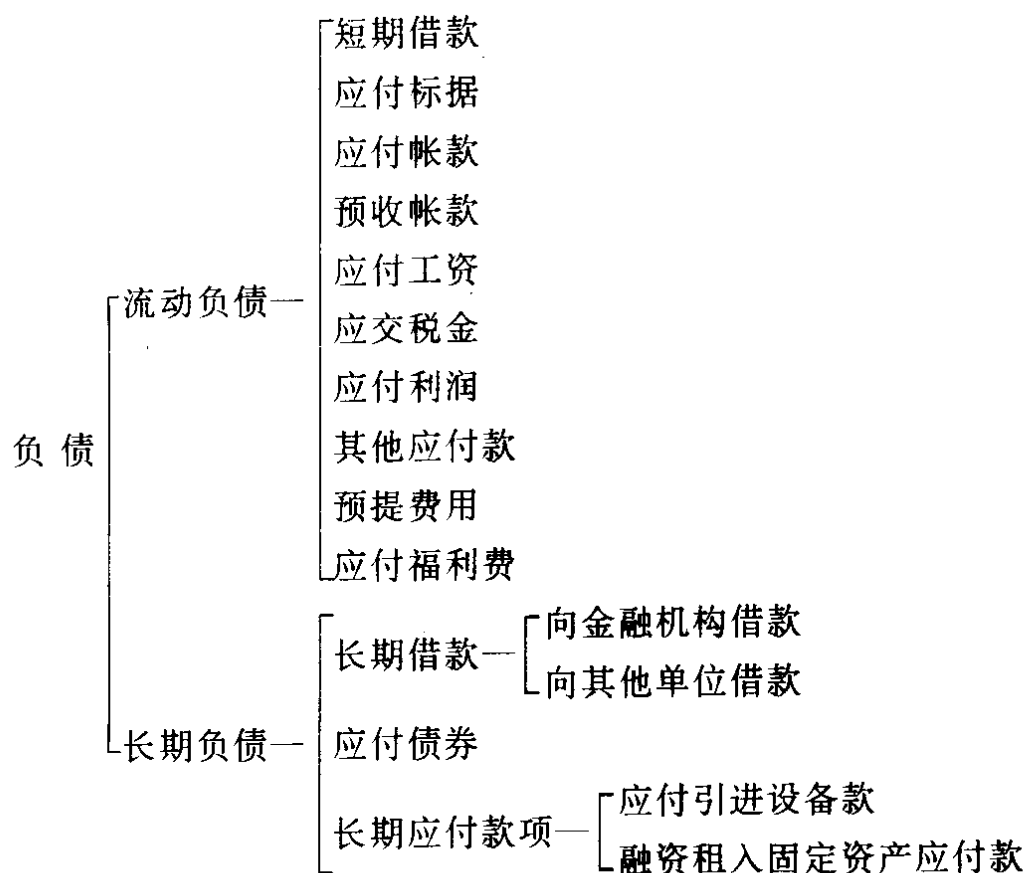 短期借款
应付标据
应付帐款
预收帐款
应付工资
流动负债
应交税金
应付利润
负债
其他应付款
预提费用
应付福利费
向金融机构借款
长期借款
向其他单位借款
长期负债
应付债券
应付引进设备款
长期应付款项
融资租入固定资产应付款